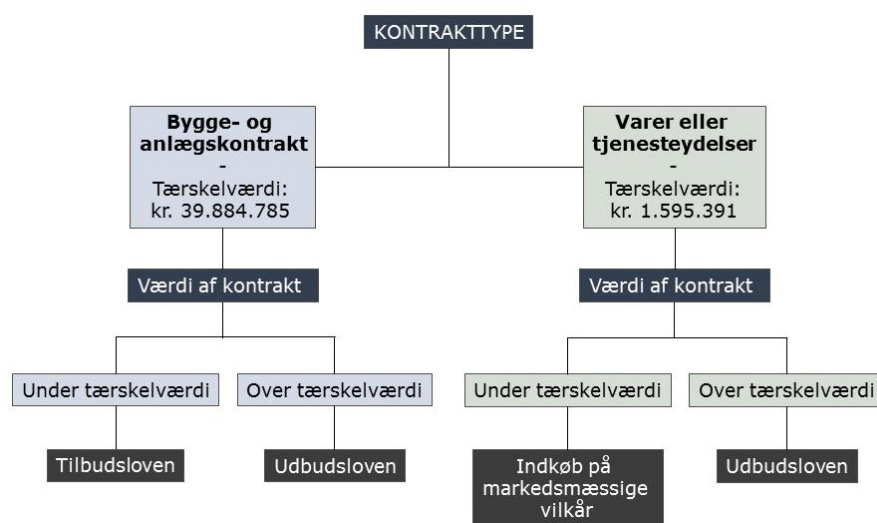 KONTRAKTTYPE
Bygge- og
anlægskontrakt
-
Tærskelværdi:
kr. 39.884.785
Varer eller
tjenesteydelser
-
Tærskelværdi:
kr. 1.595.391
Værdi af kontrakt
Værdi af kontrakt
Under tærskelværdi
Over tærskelværdi
Under tærskelværdi
Over tærskelværdi
Tilbudsloven
Udbudsloven
Indkøb på
markedsmæssige
vilkår
Udbudsloven